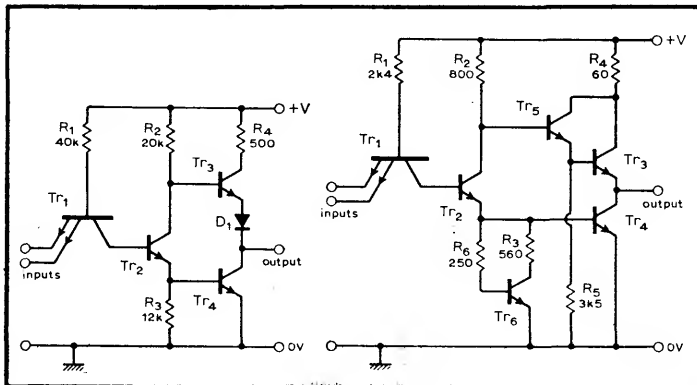 +V
R1
40k
R2
20k
R4
500
Tr3
Tr1
D1
inputs
Tr2
output
Tr4
R3
12k
0V
+V
R1
2k4
R2
800
R4
60
Tr5
Tr1
Tr3
inputs
Tr2
output
Tr4
R6
250
R3
560
Tr6
R5
3k5
0V